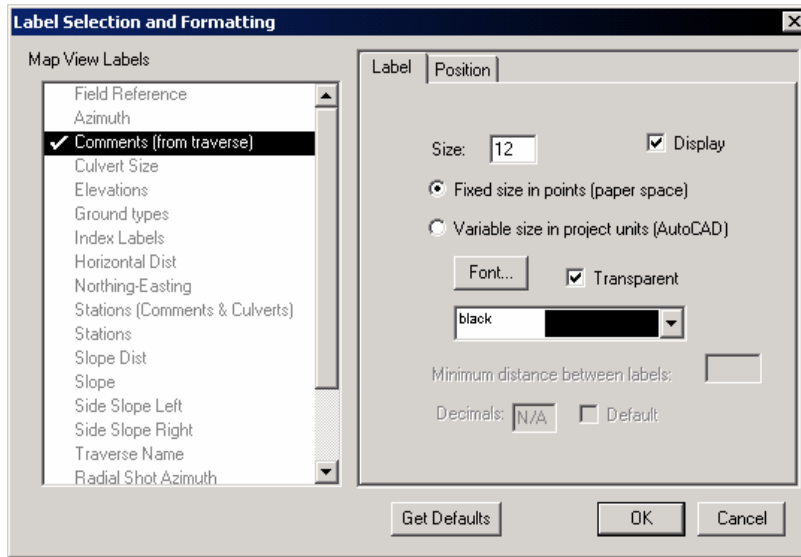 Label Selection and Formatting
Map View Labels
Field Reference
Azimuth
Comments (from traverse)
Culvert Size
Elevations
Ground types
Index Labels
Horizontal Dist
Northing-Easting
Stations (Comments & Culverts)
Stations
Slope Dist
Slope
Side Slope Left
Side Slope Right
Traverse Name
Radial Shot Azimuth
Label Position
Size: 12 Display
Fixed size in points (paper space)
Variable size in project units (AutoCAD)
Font... Transparent
black
Minimum distance between labels:
Decimals: N/A Default
Get Defaults OK Cancel